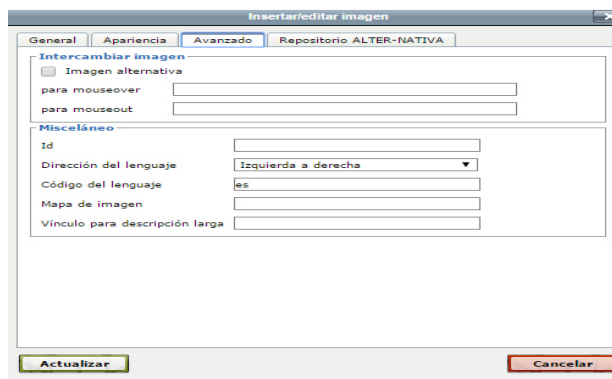 Insertar/editar imagen
General Apariencia Avanzado Repositorio ALTER-NATIVA
Intercambiar imagen
Imagen alternativa
para mouseover
para mouseout
Misceláneo
Id
Dirección del lenguaje Izquierda a derecha
Código del lenguaje es
Mapa de imagen
Vínculo para descripción larga
Actualizar Cancelar